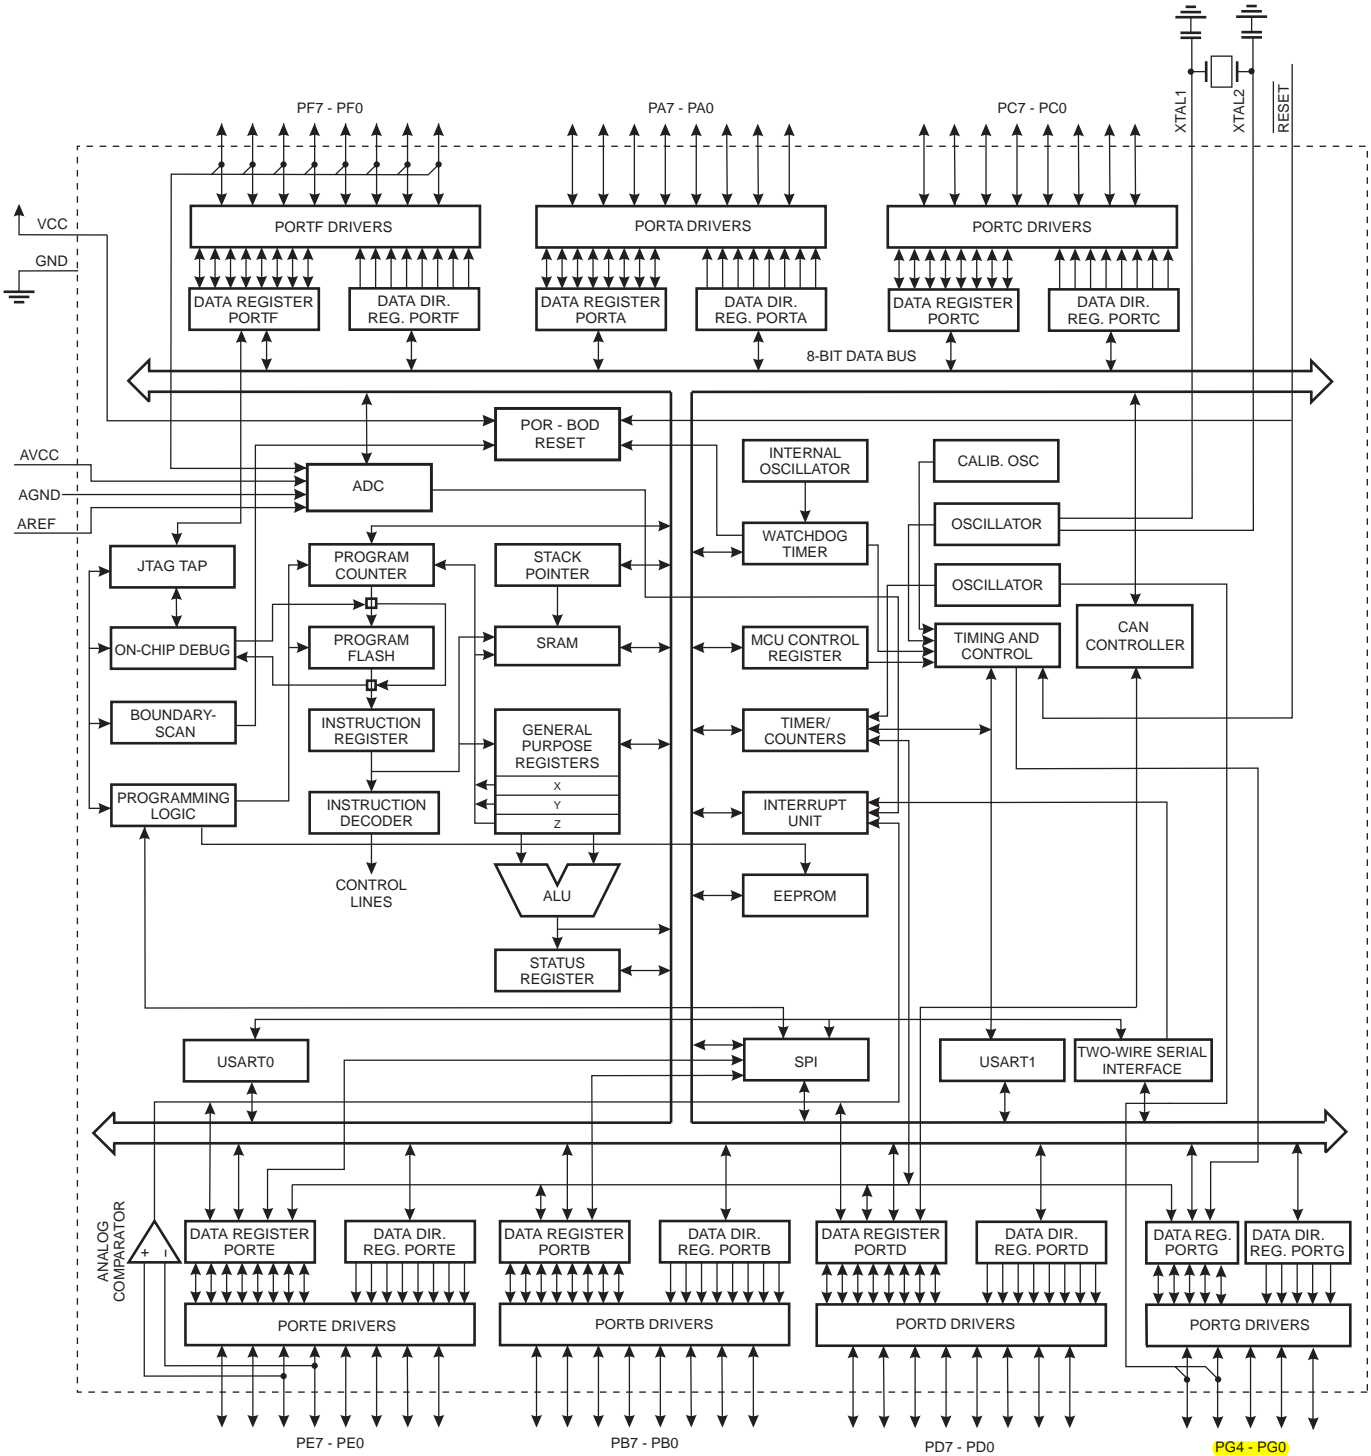 XTAL1
XTAL2
RESET
PF7 - PF0
PA7 - PA0
PC7 - PC0
VCC
GND
PORTF DRIVERS
PORTA DRIVERS
PORTC DRIVERS
DATA REGISTER
PORTF
DATA DIR.
REG. PORTF
DATA REGISTER
PORTA
DATA DIR.
REG. PORTA
DATA REGISTER
PORTC
DATA DIR.
REG. PORTC
8-BIT DATA BUS
POR - BOD
RESET
INTERNAL
OSCILLATOR
CALIB. OSC
AVCC
AGND
AREF
ADC
OSCILLATOR
WATCHDOG
TIMER
JTAG TAP
PROGRAM
COUNTER
STACK
POINTER
OSCILLATOR
ON-CHIP DEBUG
PROGRAM
FLASH
SRAM
MCU CONTROL
REGISTER
TIMING AND
CONTROL
CAN
CONTROLLER
BOUNDARY-
SCAN
INSTRUCTION
REGISTER
GENERAL
PURPOSE
REGISTERS
X
Y
Z
TIMER/
COUNTERS
PROGRAMMING
LOGIC
INSTRUCTION
DECODER
INTERRUPT
UNIT
CONTROL
LINES
ALU
EEPROM
STATUS
REGISTER
USART0
SPI
USART1
TWO-WIRE SERIAL
INTERFACE
ANALOG
COMPARATOR
+
-
DATA REGISTER
PORTE
DATA DIR.
REG. PORTE
DATA REGISTER
PORTB
DATA DIR.
REG. PORTB
DATA REGISTER
PORTD
DATA DIR.
REG. PORTD
DATA REG.
PORTG
DATA DIR.
REG. PORTG
PORTE DRIVERS
PORTB DRIVERS
PORTD DRIVERS
PORTG DRIVERS
PE7 - PE0
PB7 - PB0
PD7 - PD0
PG4 - PG0